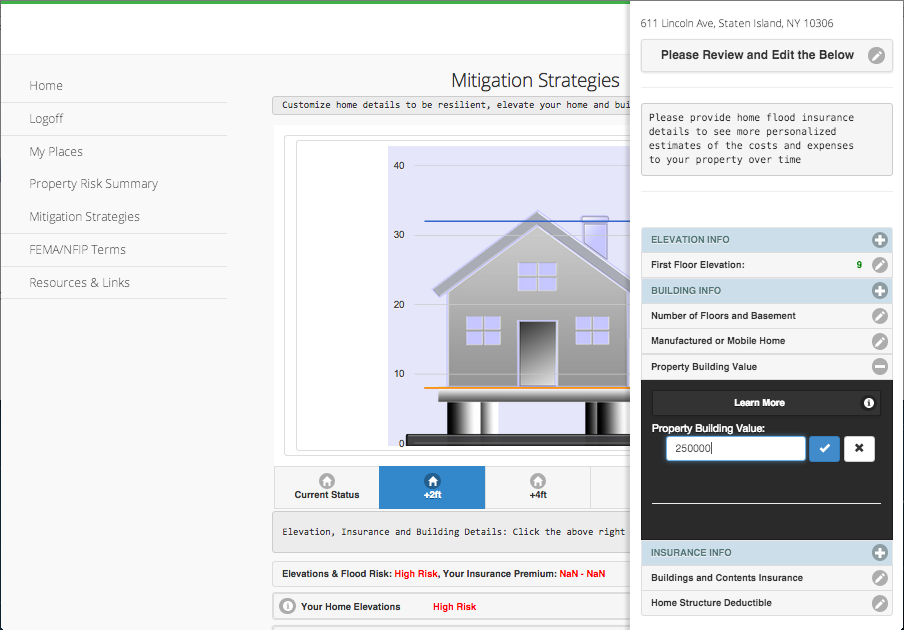 Home
Logoff
My Places
Property Risk Summary
Mitigation Strategies
FEMA/NFIP Terms
Resources & Links
Mitigation Strategies
Customize home details to be resilient, elevate your home and bui
40
30
20
10
0
Current Status
+2ft
+4ft
Elevation, Insurance and Building Details: Click the above right
Elevations & Flood Risk: High Risk, Your Insurance Premium: NaN - NaN
Your Home Elevations High Risk
611 Lincoln Ave, Staten Island, NY 10306
Please Review and Edit the Below
Please provide home flood insurance
details to see more personalized
estimates of the costs and expenses
to your property over time
ELEVATION INFO
First Floor Elevation: 9
BUILDING INFO
Number of Floors and Basement
Manufactured or Mobile Home
Property Building Value
Learn More
Property Building Value:
250000
INSURANCE INFO
Buildings and Contents Insurance
Home Structure Deductible